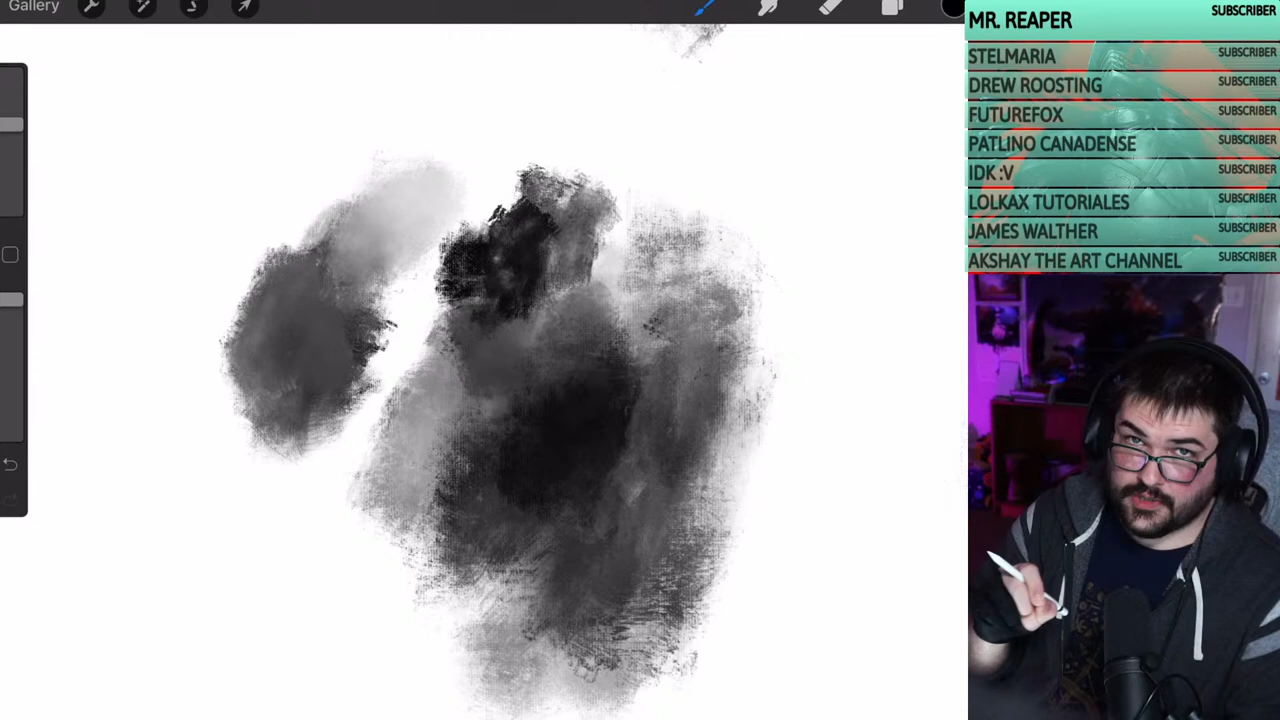 Gallery
MR. REAPER SUBSCRIBER
STELMARIA SUBSCRIBER
DREW ROOSTING SUBSCRIBER
FUTUREFOX SUBSCRIBER
PATLINO CANADENSE SUBSCRIBER
IDK :V SUBSCRIBER
LOLKAX TUTORIALES SUBSCRIBER
JAMES WALTHER SUBSCRIBER
AKSHAY THE ART CHANNEL SUBSCRIBER